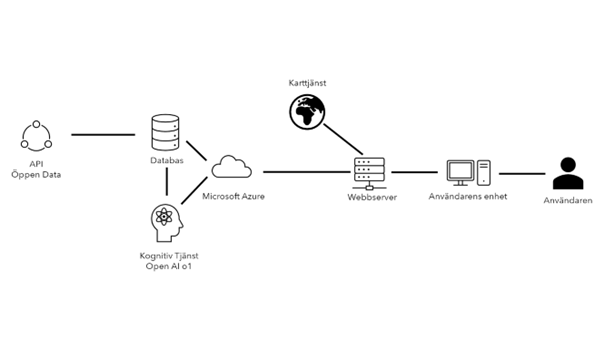 Karttjänst
API
Öppen Data
Databas
Microsoft Azure
Webbserver
Användarens enhet
Användaren
Kognitiv Tjänst
Open AI o1